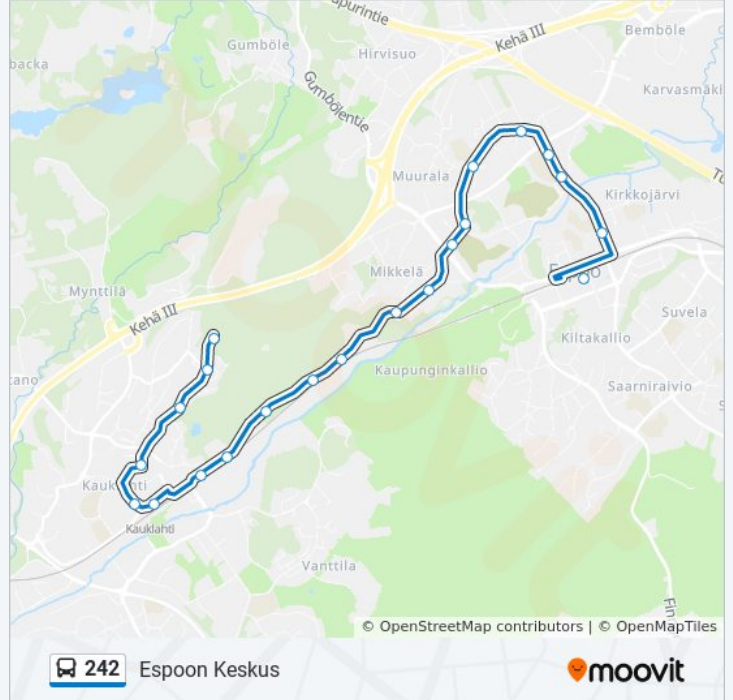 Gumböle
Kehä III
Bemböle
Hirvisuo
Karvasmäki
Gumbölentie
Muurala
Kirkkojärvi
Mikkelä
Mynttilä
Kehä III
Suvela
Kiltakallio
Kaupunginkallio
Saarniraivio
Kauklahti
Vanttila
© OpenStreetMap contributors | © OpenMapTiles
242 Espoon Keskus
moovit